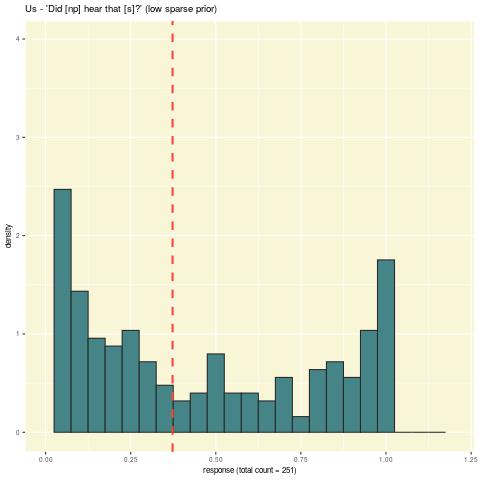 Us - 'Did [np] hear that [s]?' (low sparse prior)
4
3
2
1
0
density
0.00 0.25 0.50 0.75 1.00 1.25
response (total count = 251)